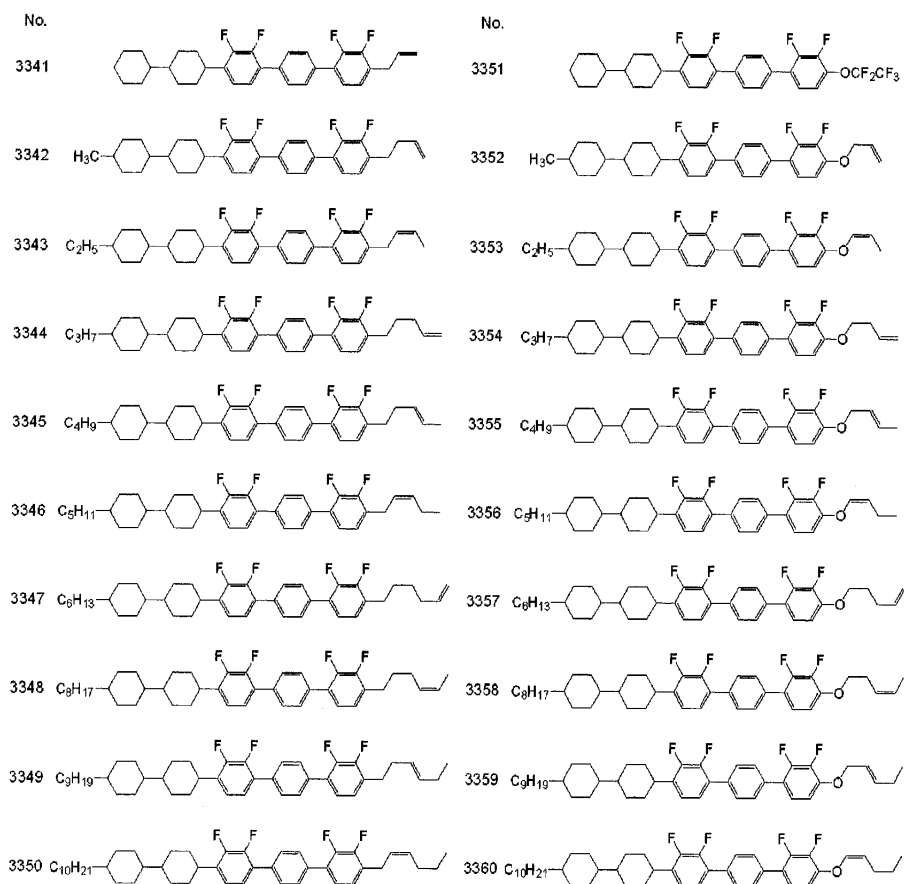 No.
F F
3341
F F
3342 H₃C
F F
3343 C₂H₅
F F
3344 C₃H₇
F F
3345 C₄H₉
F F
3346 C₅H₁₁
F F
3347 C₆H₁₃
F F
3348 C₈H₁₇
F F
3349 C₉H₁₉
F F
3350 C₁₀H₂₁
F F
No.
F F
3351 OCF₂CF₃
F F
3352 H₃C O
F F
3353 C₂H₅ O
F F
3354 C₃H₇ O
F F
3355 C₄H₉ O
F F
3356 C₅H₁₁ O
F F
3357 C₆H₁₃ O
F F
3358 C₈H₁₇ O
F F
3359 C₉H₁₉ O
F F
3360 C₁₀H₂₁ O
F F